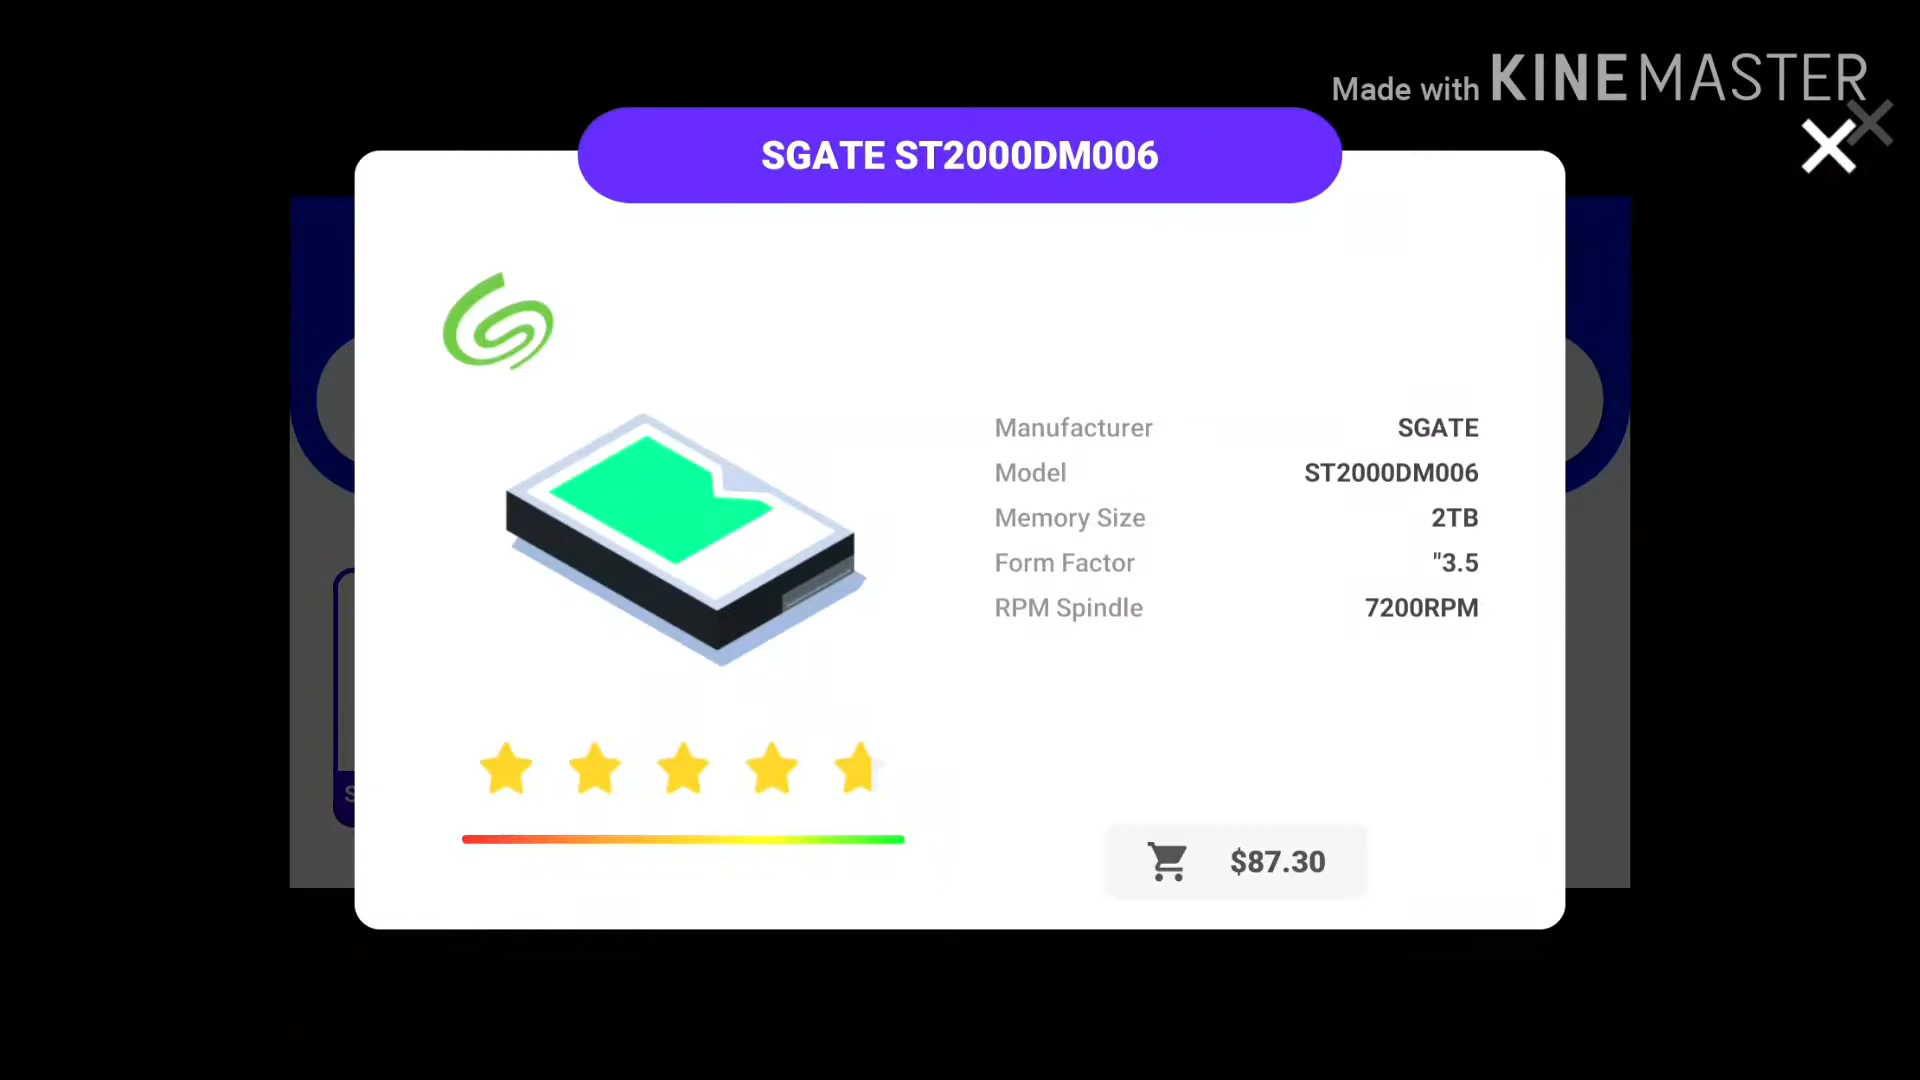 Made with KINEMASTER
SGATE ST2000DM006
Manufacturer SGATE
Model ST2000DM006
Memory Size 2TB
Form Factor "3.5
RPM Spindle 7200RPM
S
$87.30